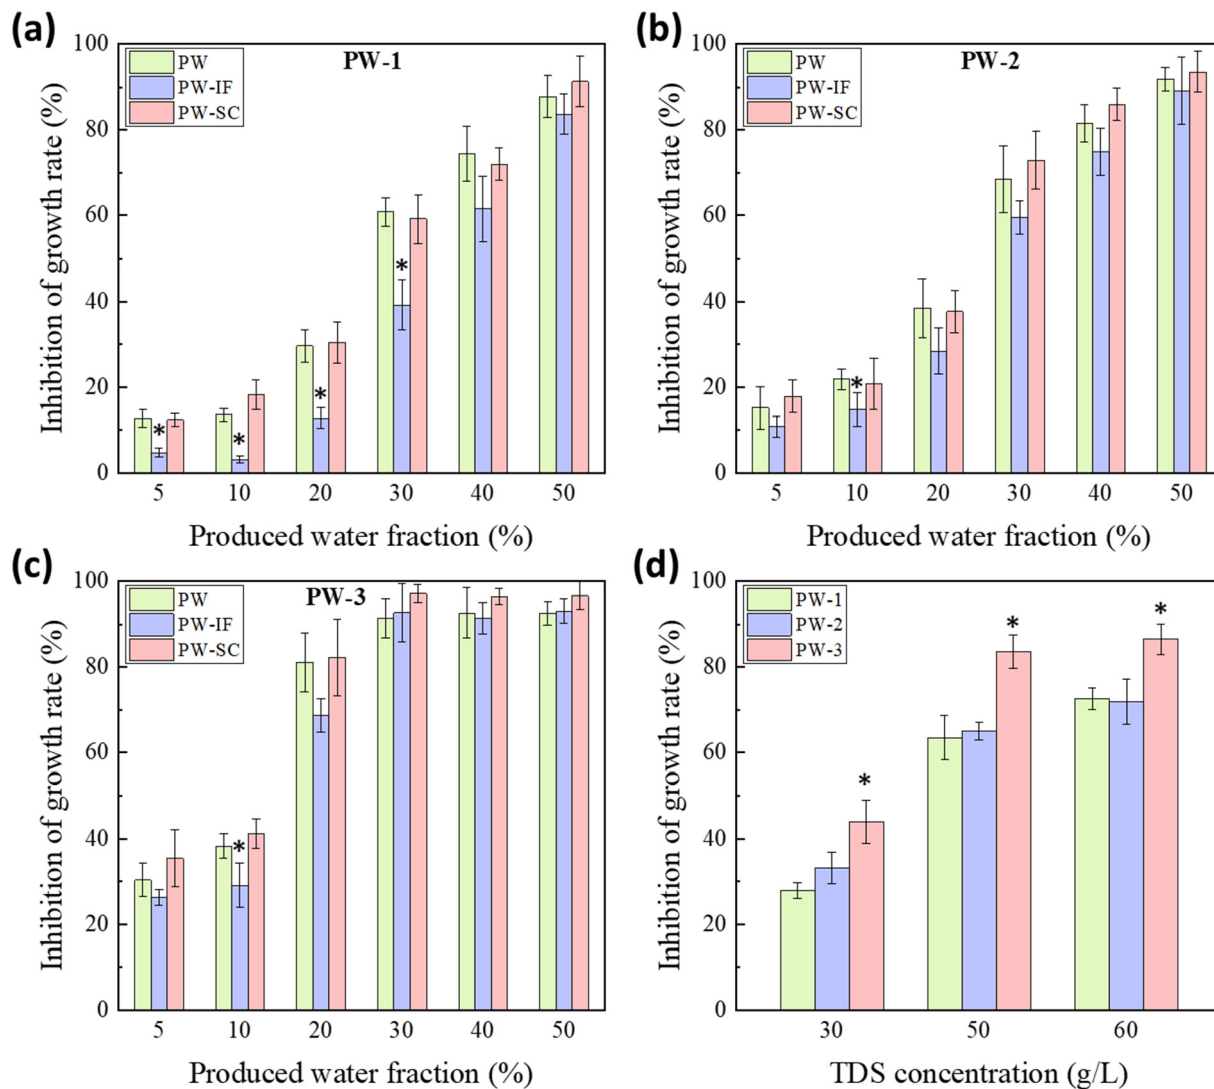 (a)
PW-1
PW
PW-IF
PW-SC
Inhibition of growth rate (%)
100
80
60
40
20
0
*
*
*
*
5 10 20 30 40 50
Produced water fraction (%)
(b)
PW-2
PW
PW-IF
PW-SC
Inhibition of growth rate (%)
100
80
60
40
20
0
*
5 10 20 30 40 50
Produced water fraction (%)
(c)
PW-3
PW
PW-IF
PW-SC
Inhibition of growth rate (%)
100
80
60
40
20
0
*
5 10 20 30 40 50
Produced water fraction (%)
(d)
PW-1
PW-2
PW-3
Inhibition of growth rate (%)
100
80
60
40
20
0
*
*
*
30 50 60
TDS concentration (g/L)